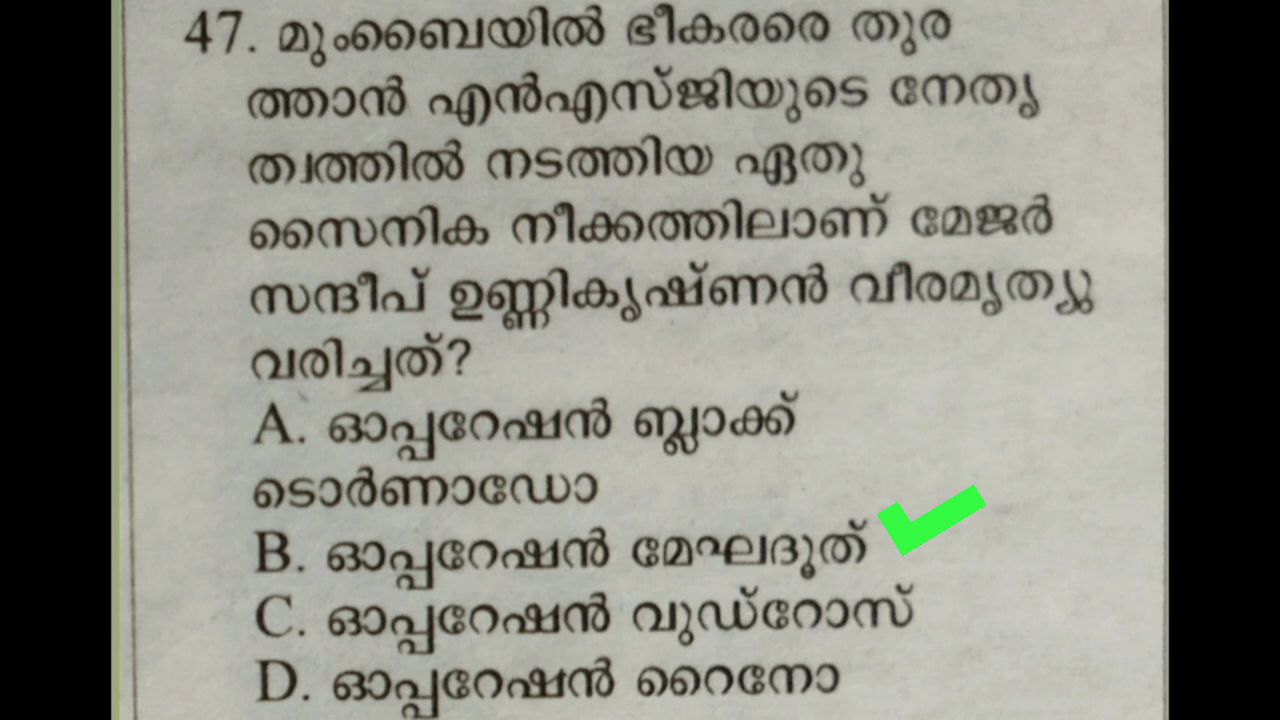 47. മുംബൈയിൽ ഭീകരരെ തുര
ത്താൻ എൻഎസ്ജിയുടെ നേതൃ
ത്വത്തിൽ നടത്തിയ ഏതു
സൈനിക നീക്കത്തിലാണ് മേജർ
സന്ദീപ് ഉണ്ണികൃഷ്ണൻ വീരമൃത്യു
വരിച്ചത്?
A. ഓപ്പറേഷൻ ബ്ലാക്ക്
ടൊർണാഡോ
B. ഓപ്പറേഷൻ മേഘദൂത്
C. ഓപ്പറേഷൻ വുഡ്റോസ്
D. ഓപ്പറേഷൻ റൈനോ